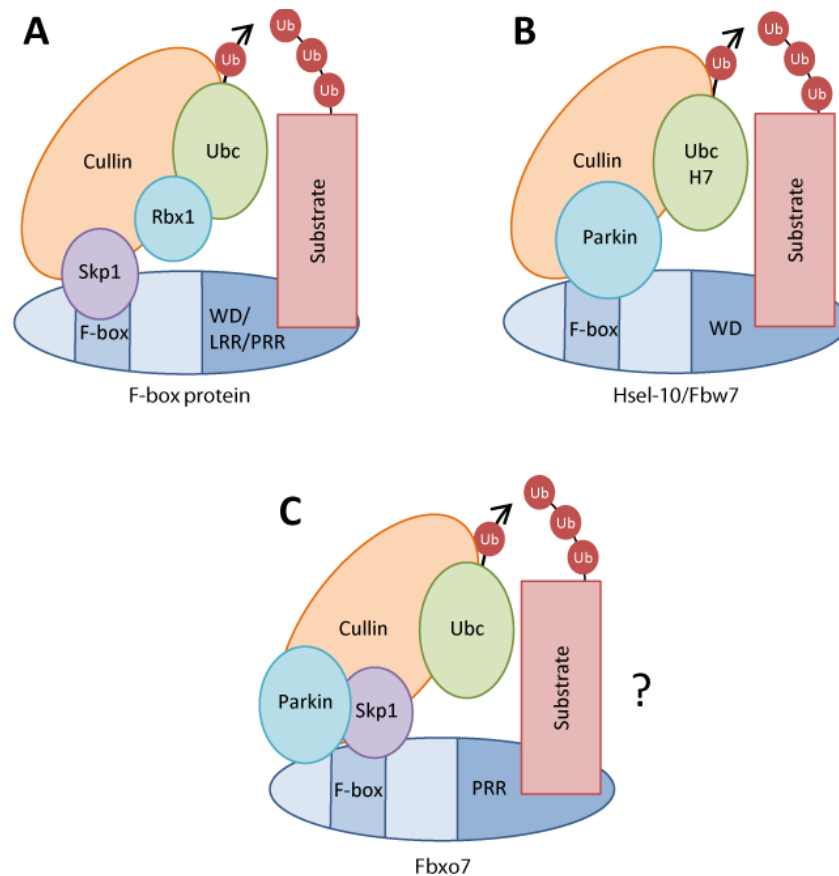 A
Ub
Ub
Ub
Ub
Cullin
Ubc
Rbx1
Skp1
Substrate
F-box
WD/
LRR/PRR
F-box protein
B
Ub
Ub
Ub
Ub
Cullin
Ubc
H7
Parkin
Substrate
F-box
WD
Hsel-10/Fbw7
C
Ub
Ub
Ub
Ub
Cullin
Ubc
Parkin
Skp1
Substrate
?
F-box
PRR
Fbxo7